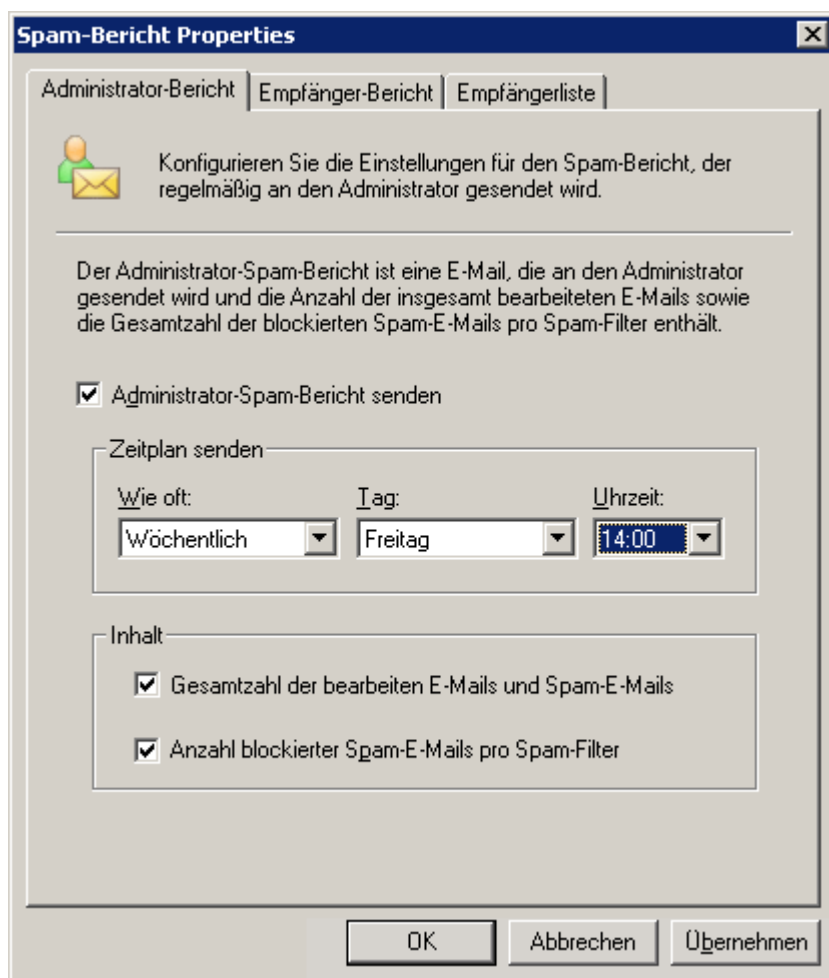 Spam-Bericht Properties
Administrator-Bericht
Empfänger-Bericht
Empfängerliste
Konfigurieren Sie die Einstellungen für den Spam-Bericht, der
regelmäßig an den Administrator gesendet wird.
Der Administrator-Spam-Bericht ist eine E-Mail, die an den Administrator
gesendet wird und die Anzahl der insgesamt bearbeiteten E-Mails sowie
die Gesamtzahl der blockierten Spam-E-Mails pro Spam-Filter enthält.
Administrator-Spam-Bericht senden
Zeitplan senden
Wie oft: Tag: Uhrzeit:
Wöchentlich Freitag 14:00
Inhalt
Gesamtzahl der bearbeiten E-Mails und Spam-E-Mails
Anzahl blockierter Spam-E-Mails pro Spam-Filter
OK Abbrechen Übernehmen